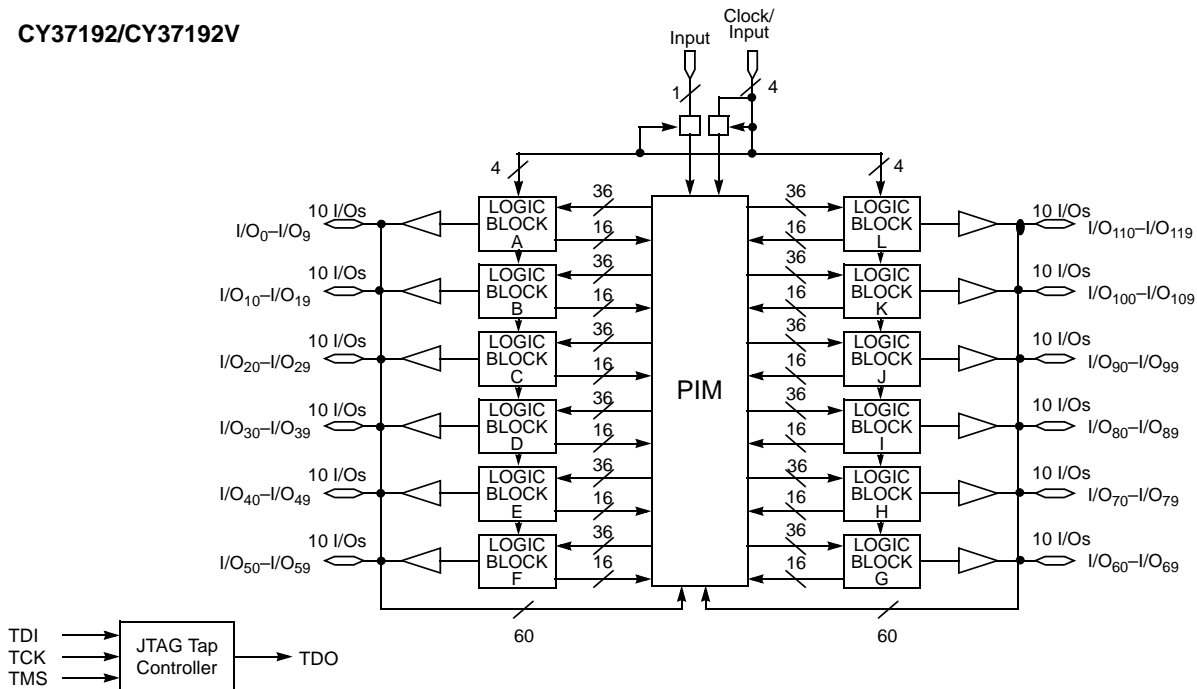 CY37192/CY37192V
Clock/
Input
Input
1
4
4
4
10 I/Os
LOGIC
BLOCK
A
36
16
PIM
36
16
LOGIC
BLOCK
L
10 I/Os
I/O0–I/O9
I/O110–I/O119
10 I/Os
LOGIC
BLOCK
B
36
16
36
16
LOGIC
BLOCK
K
10 I/Os
I/O10–I/O19
I/O100–I/O109
10 I/Os
LOGIC
BLOCK
C
36
16
36
16
LOGIC
BLOCK
J
10 I/Os
I/O20–I/O29
I/O90–I/O99
10 I/Os
LOGIC
BLOCK
D
36
16
36
16
LOGIC
BLOCK
I
10 I/Os
I/O30–I/O39
I/O80–I/O89
10 I/Os
LOGIC
BLOCK
E
36
16
36
16
LOGIC
BLOCK
H
10 I/Os
I/O40–I/O49
I/O70–I/O79
10 I/Os
LOGIC
BLOCK
F
36
16
36
16
LOGIC
BLOCK
G
10 I/Os
I/O50–I/O59
I/O60–I/O69
60
60
TDI
TCK
TMS
JTAG Tap
Controller
TDO